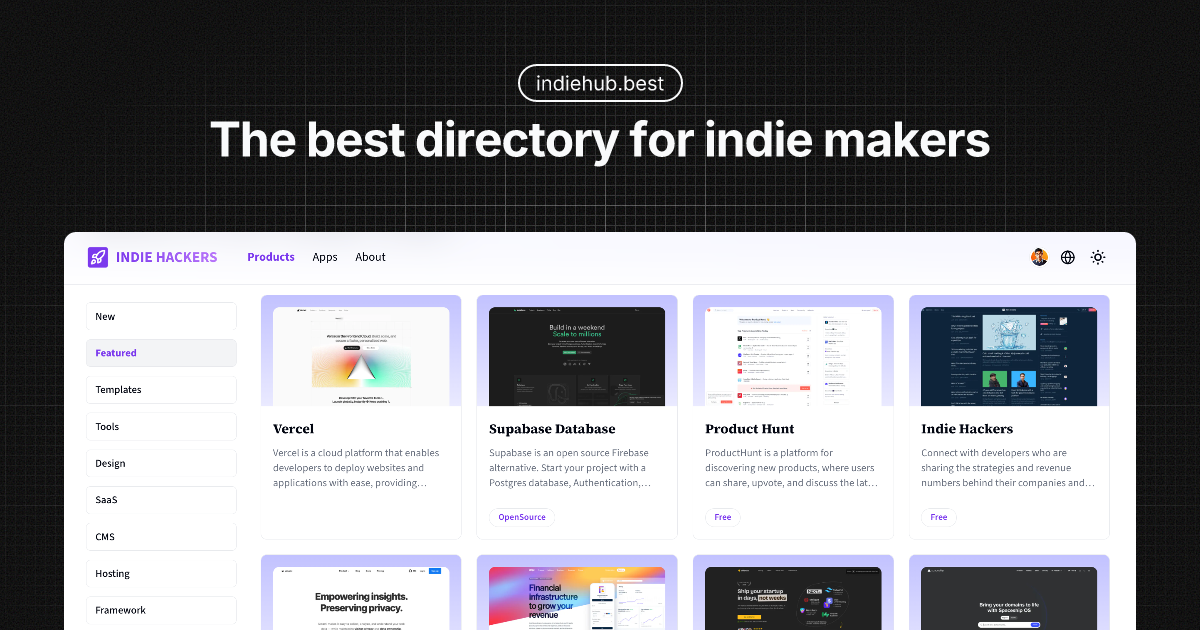 indiehub.best
The best directory for indie makers
INDIE HACKERS
Products
Apps
About
New
Featured
Templates
Tools
Design
SaaS
CMS
Hosting
Framework
Build in a weekend
Scale to millions
Vercel
Vercel is a cloud platform that enables
developers to deploy websites and
applications with ease, providing…
Supabase Database
Supabase is an open source Firebase
alternative. Start your project with a
Postgres database, Authentication,…
OpenSource
Product Hunt
ProductHunt is a platform for
discovering new products, where users
can share, upvote, and discuss the lat…
Free
Indie Hackers
Connect with developers who are
sharing the strategies and revenue
numbers behind their companies and…
Free
Empowering insights.
Preserving privacy.
Financial
infrastructure
to grow your
revenue
Ship your startup
in days, not weeks
Bring your domains to life
with Spaceship OS